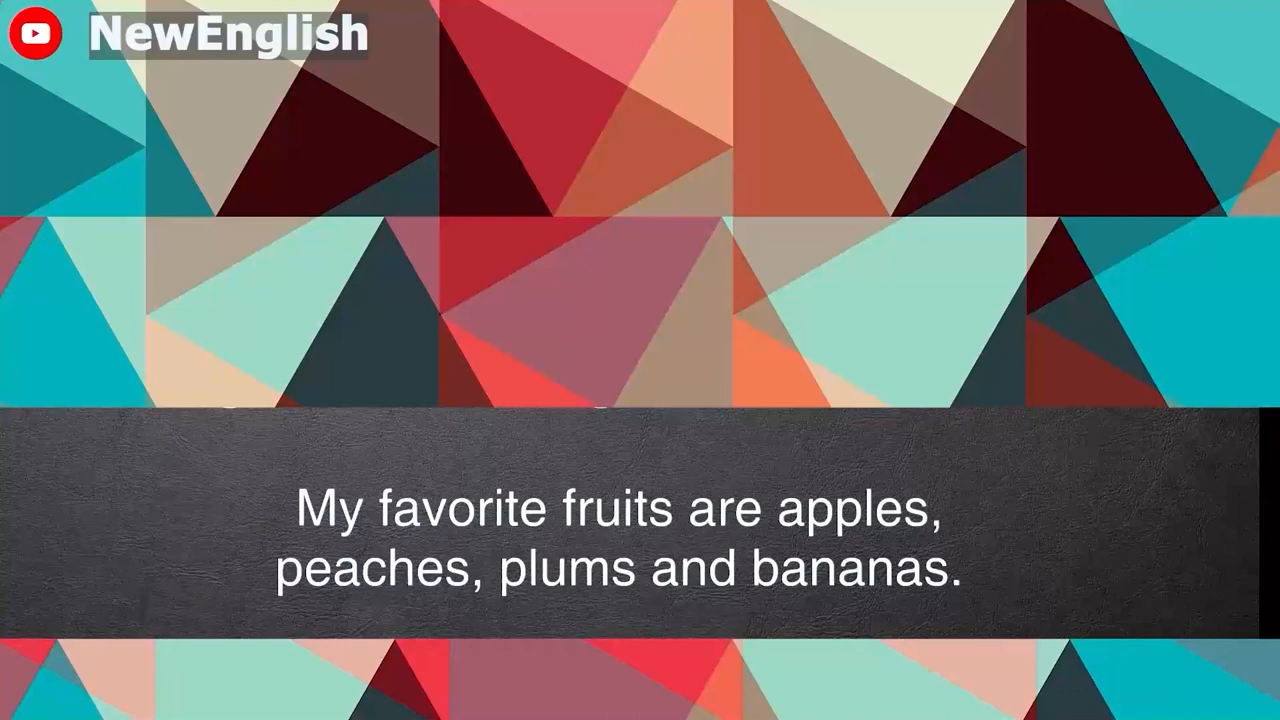 NewEnglish
My favorite fruits are apples,
peaches, plums and bananas.